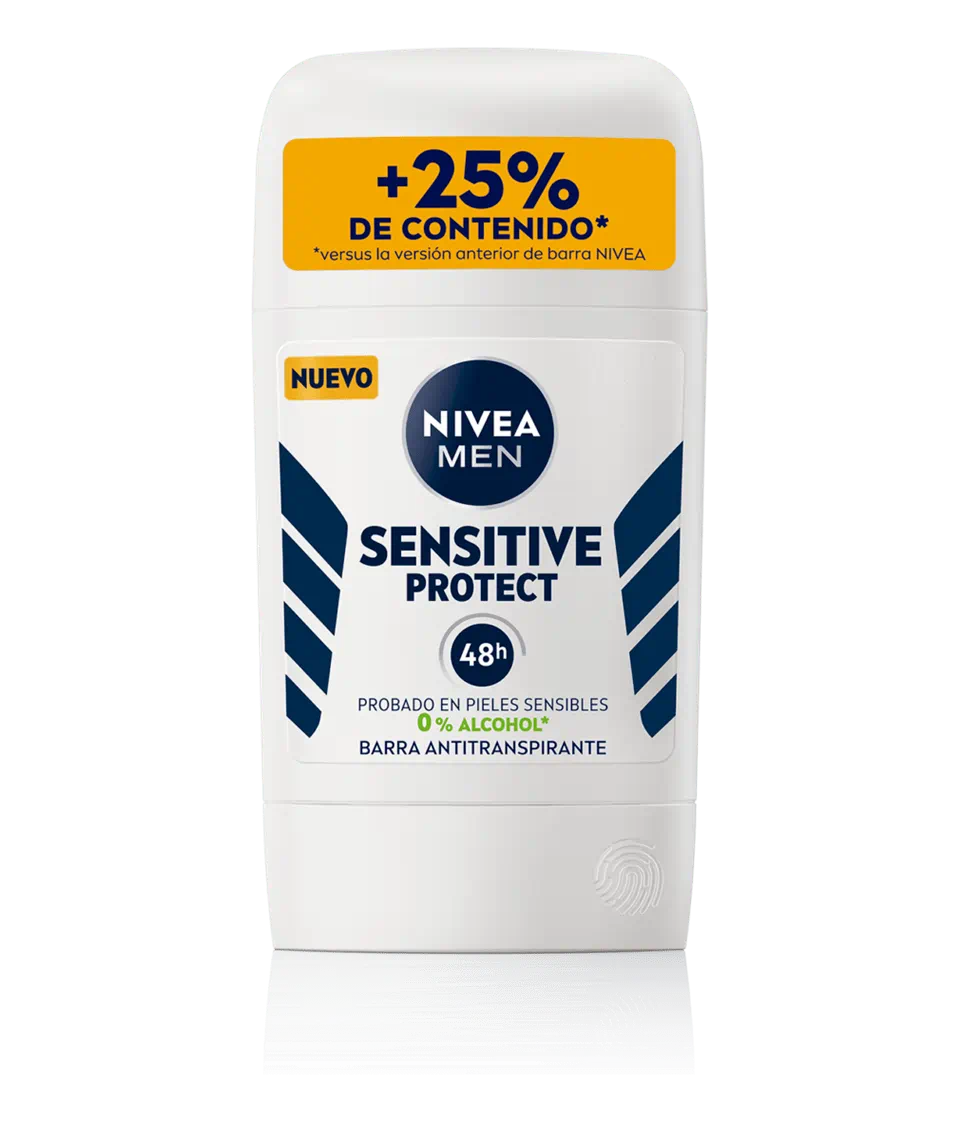 +25%
DE CONTENIDO*
*versus la versión anterior de barra NIVEA
NUEVO
NIVEA
MEN
SENSITIVE
PROTECT
48h
PROBADO EN PIELES SENSIBLES
0% ALCOHOL*
BARRA ANTITRANSPIRANTE